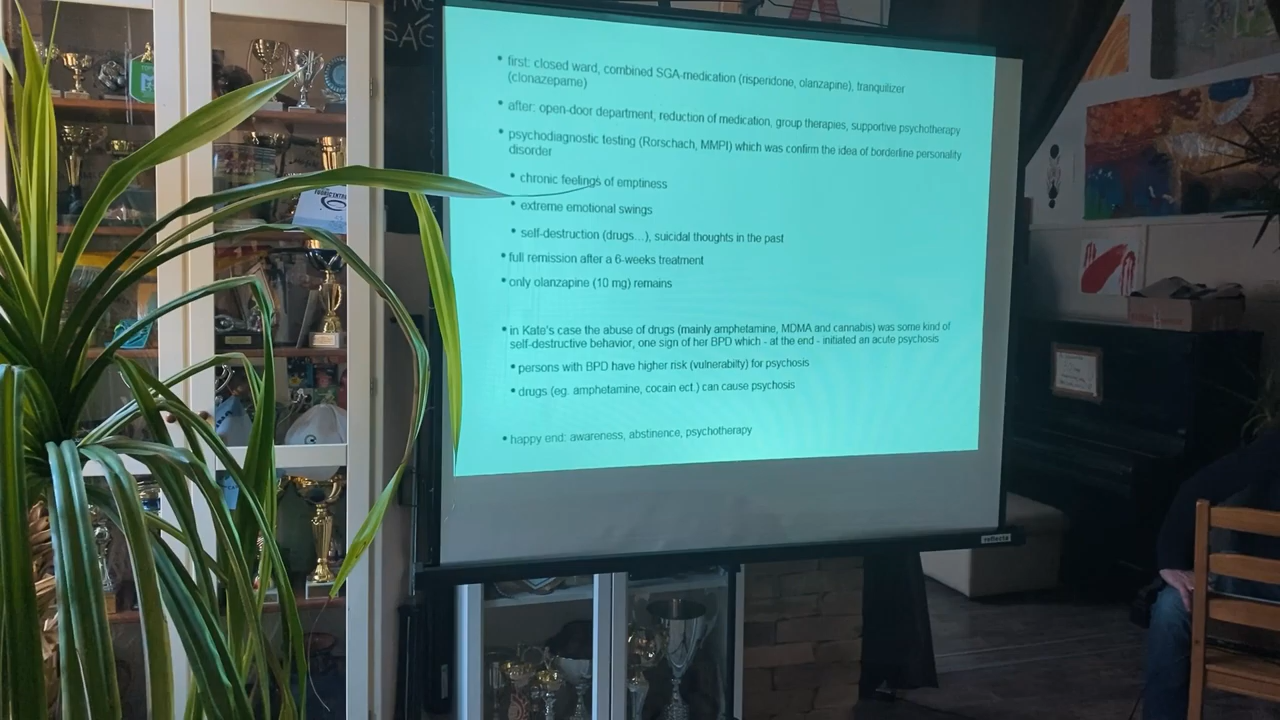 • first: closed ward, combined SGA-medication (risperidone, olanzapine), tranquilizer
(clonazepame)
• after: open-door department, reduction of medication, group therapies, supportive psychotherapy
• psychodiagnostic testing (Rorschach, MMPI) which was confirm the idea of borderline personality
disorder
• chronic feelings of emptiness
• extreme emotional swings
• self-destruction (drugs...), suicidal thoughts in the past
• full remission after a 6-weeks treatment
• only olanzapine (10 mg) remains
• in Kate's case the abuse of drugs (mainly amphetamine, MDMA and cannabis) was some kind of
self-destructive behavior, one sign of her BPD which - at the end - initiated an acute psychosis
• persons with BPD have higher risk (vulnerabilty) for psychosis
• drugs (eg. amphetamine, cocain ect.) can cause psychosis
• happy end: awareness, abstinence, psychotherapy
reflecta